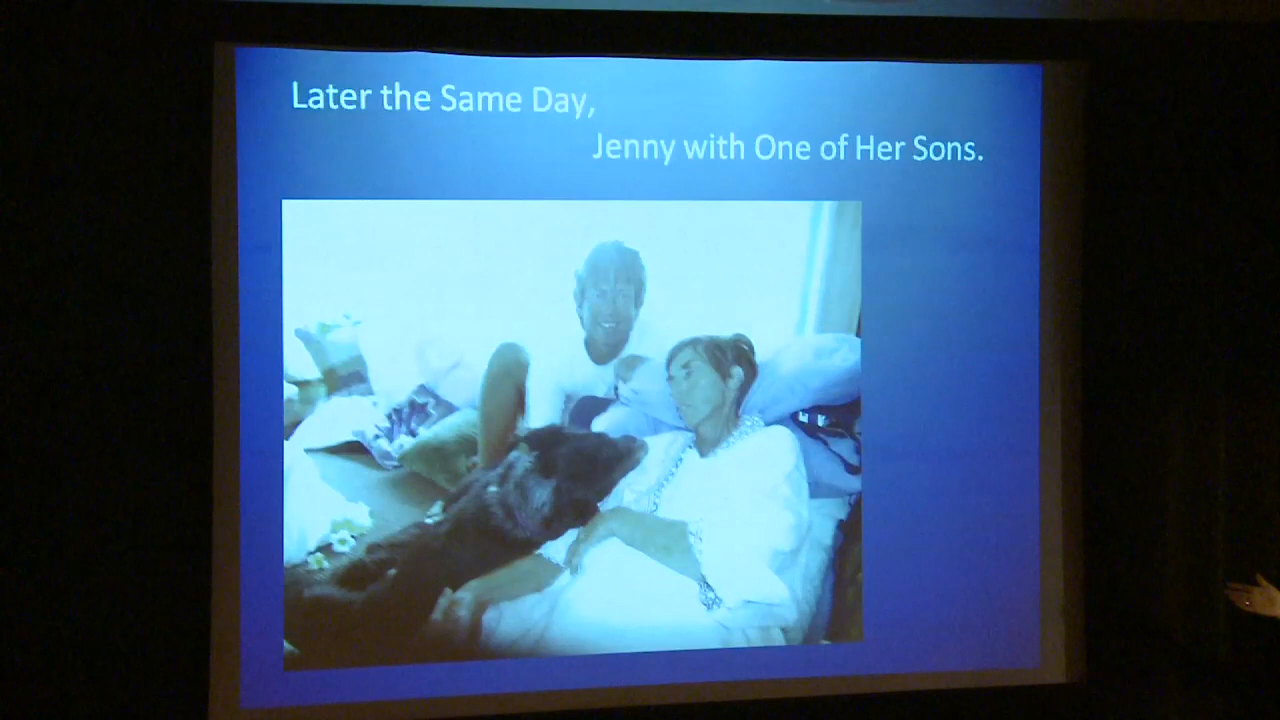 Later the Same Day,
Jenny with One of Her Sons.